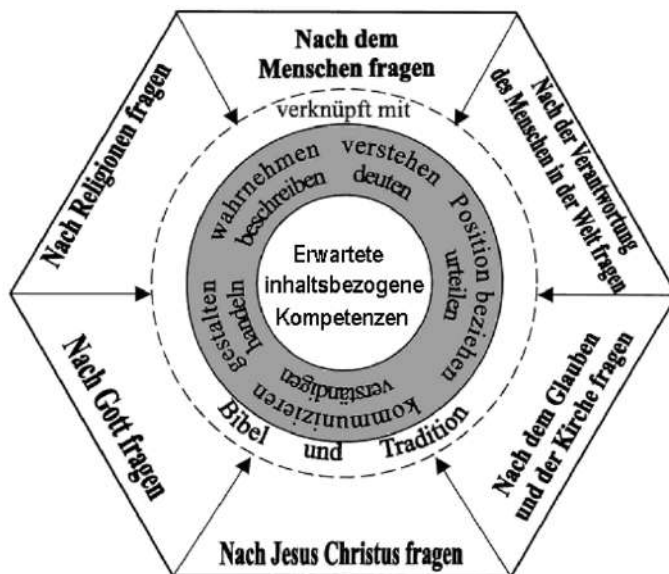 Nach dem
Menschen fragen
Nach der Verantwortung
des Menschen in der Welt fragen
Nach dem Glauben
und der Kirche fragen
Nach Jesus Christus fragen
Nach Gott fragen
Nach Religionen fragen
verknüpft mit
Bibel und Tradition
wahrnehmen
beschreiben
verstehen
deuten
Position beziehen
urteilen
kommunizieren
verständigen
gestalten
handeln
Erwartete
inhaltsbezogene
Kompetenzen